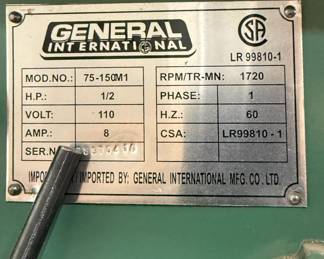 GENERAL
INTERNATIONAL
LR 99810-1
MOD.NO.: 75-150M1
RPM/TR-MN: 1720
H.P.: 1/2
PHASE: 1
VOLT: 110
H.Z.: 60
AMP.: 8
CSA: LR99810-1
SER.N
IMPORTED BY: GENERAL INTERNATIONAL MFG. CO. LTD.